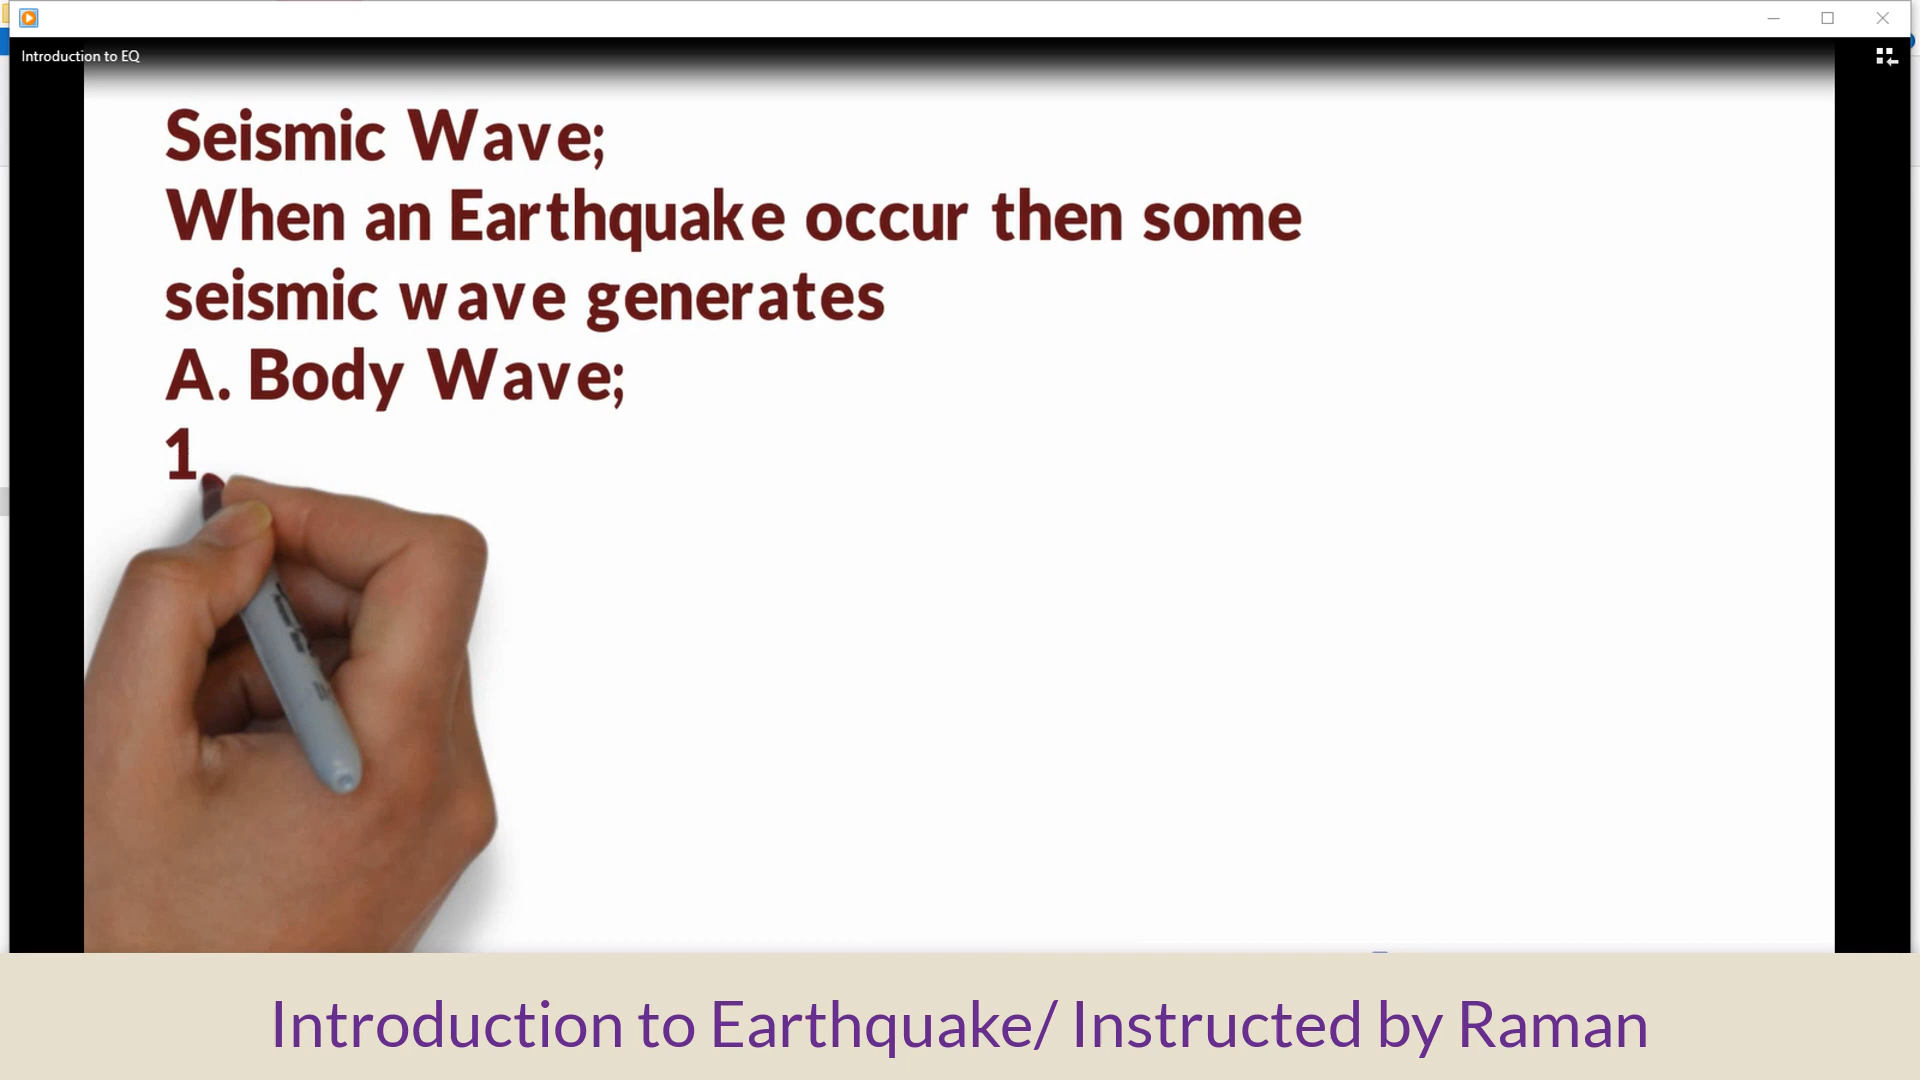 Introduction to EQ
Seismic Wave;
When an Earthquake occur then some
seismic wave generates
A. Body Wave;
1
Introduction to Earthquake/ Instructed by Raman